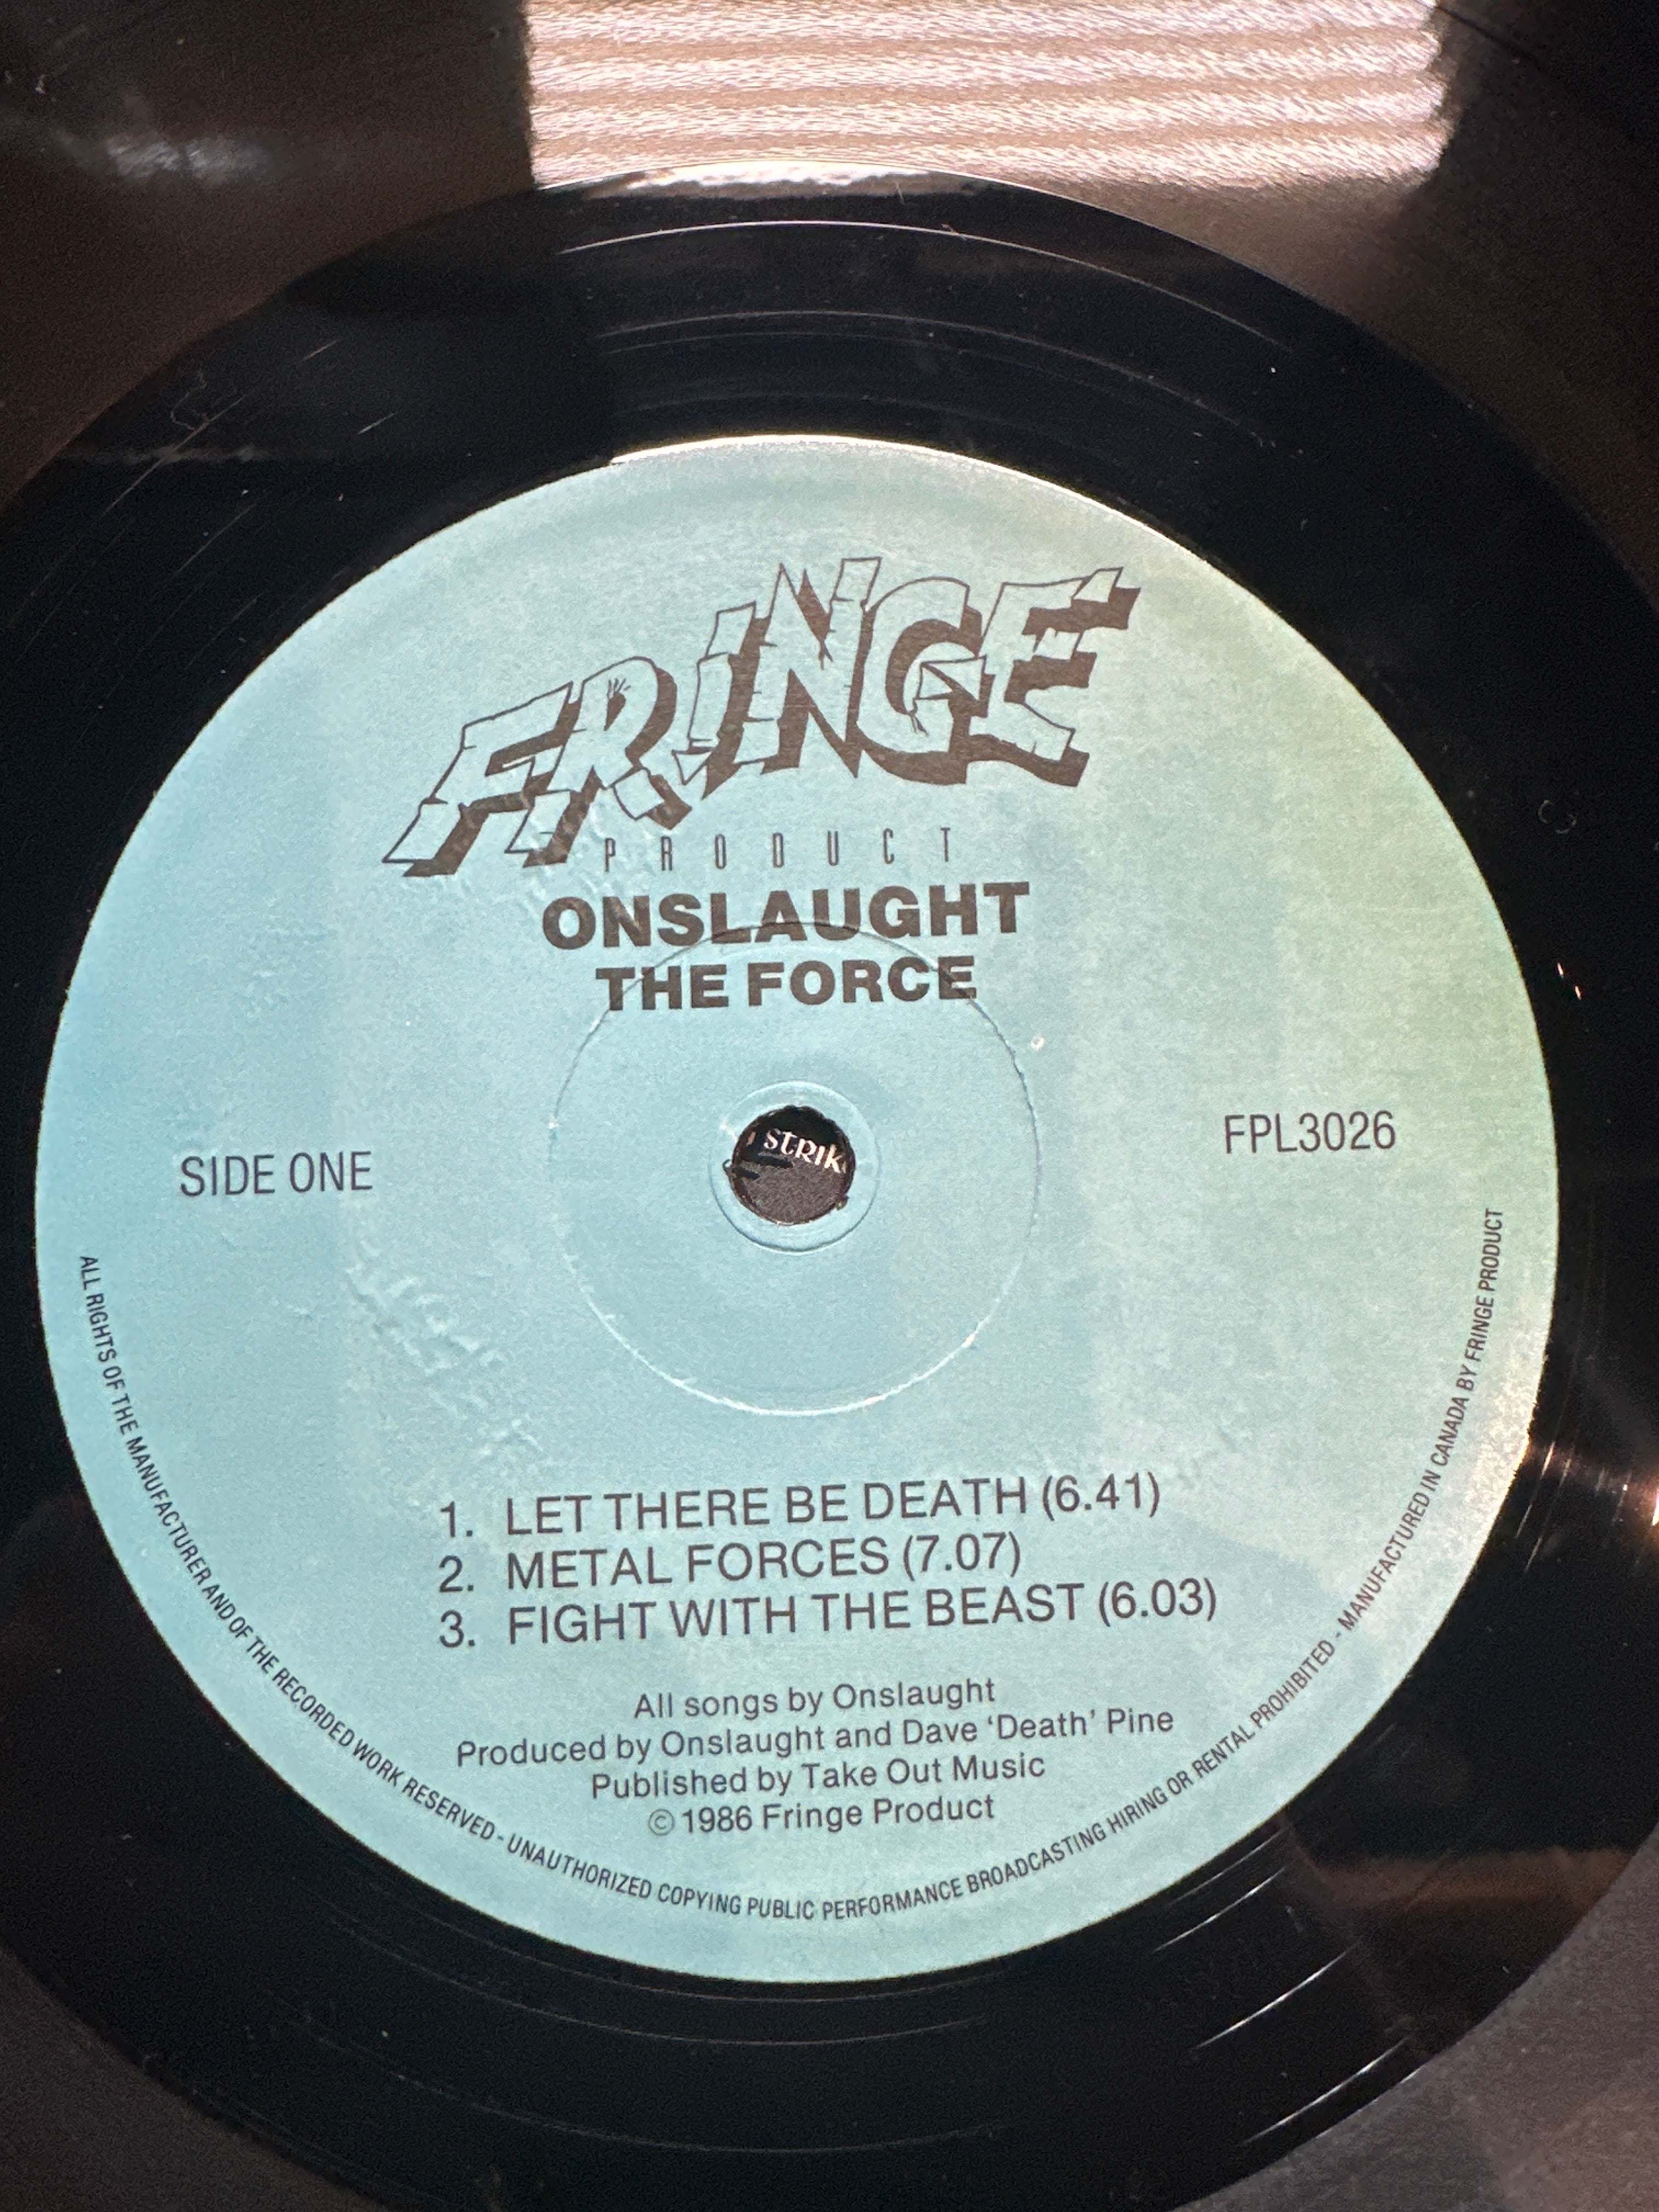 FRINGE
PRODUCT
ONSLAUGHT
THE FORCE
SIDE ONE
FPL3026
STRIK
1. LET THERE BE DEATH (6.41)
2. METAL FORCES (7.07)
3. FIGHT WITH THE BEAST (6.03)
All songs by Onslaught
Produced by Onslaught and Dave ‘Death’ Pine
Published by Take Out Music
© 1986 Fringe Product
ALL RIGHTS OF THE MANUFACTURER AND OF THE RECORDED WORK RESERVED - UNAUTHORIZED COPYING PUBLIC PERFORMANCE BROADCASTING HIRING OR RENTAL PROHIBITED - MANUFACTURED IN CANADA BY FRINGE PRODUCT